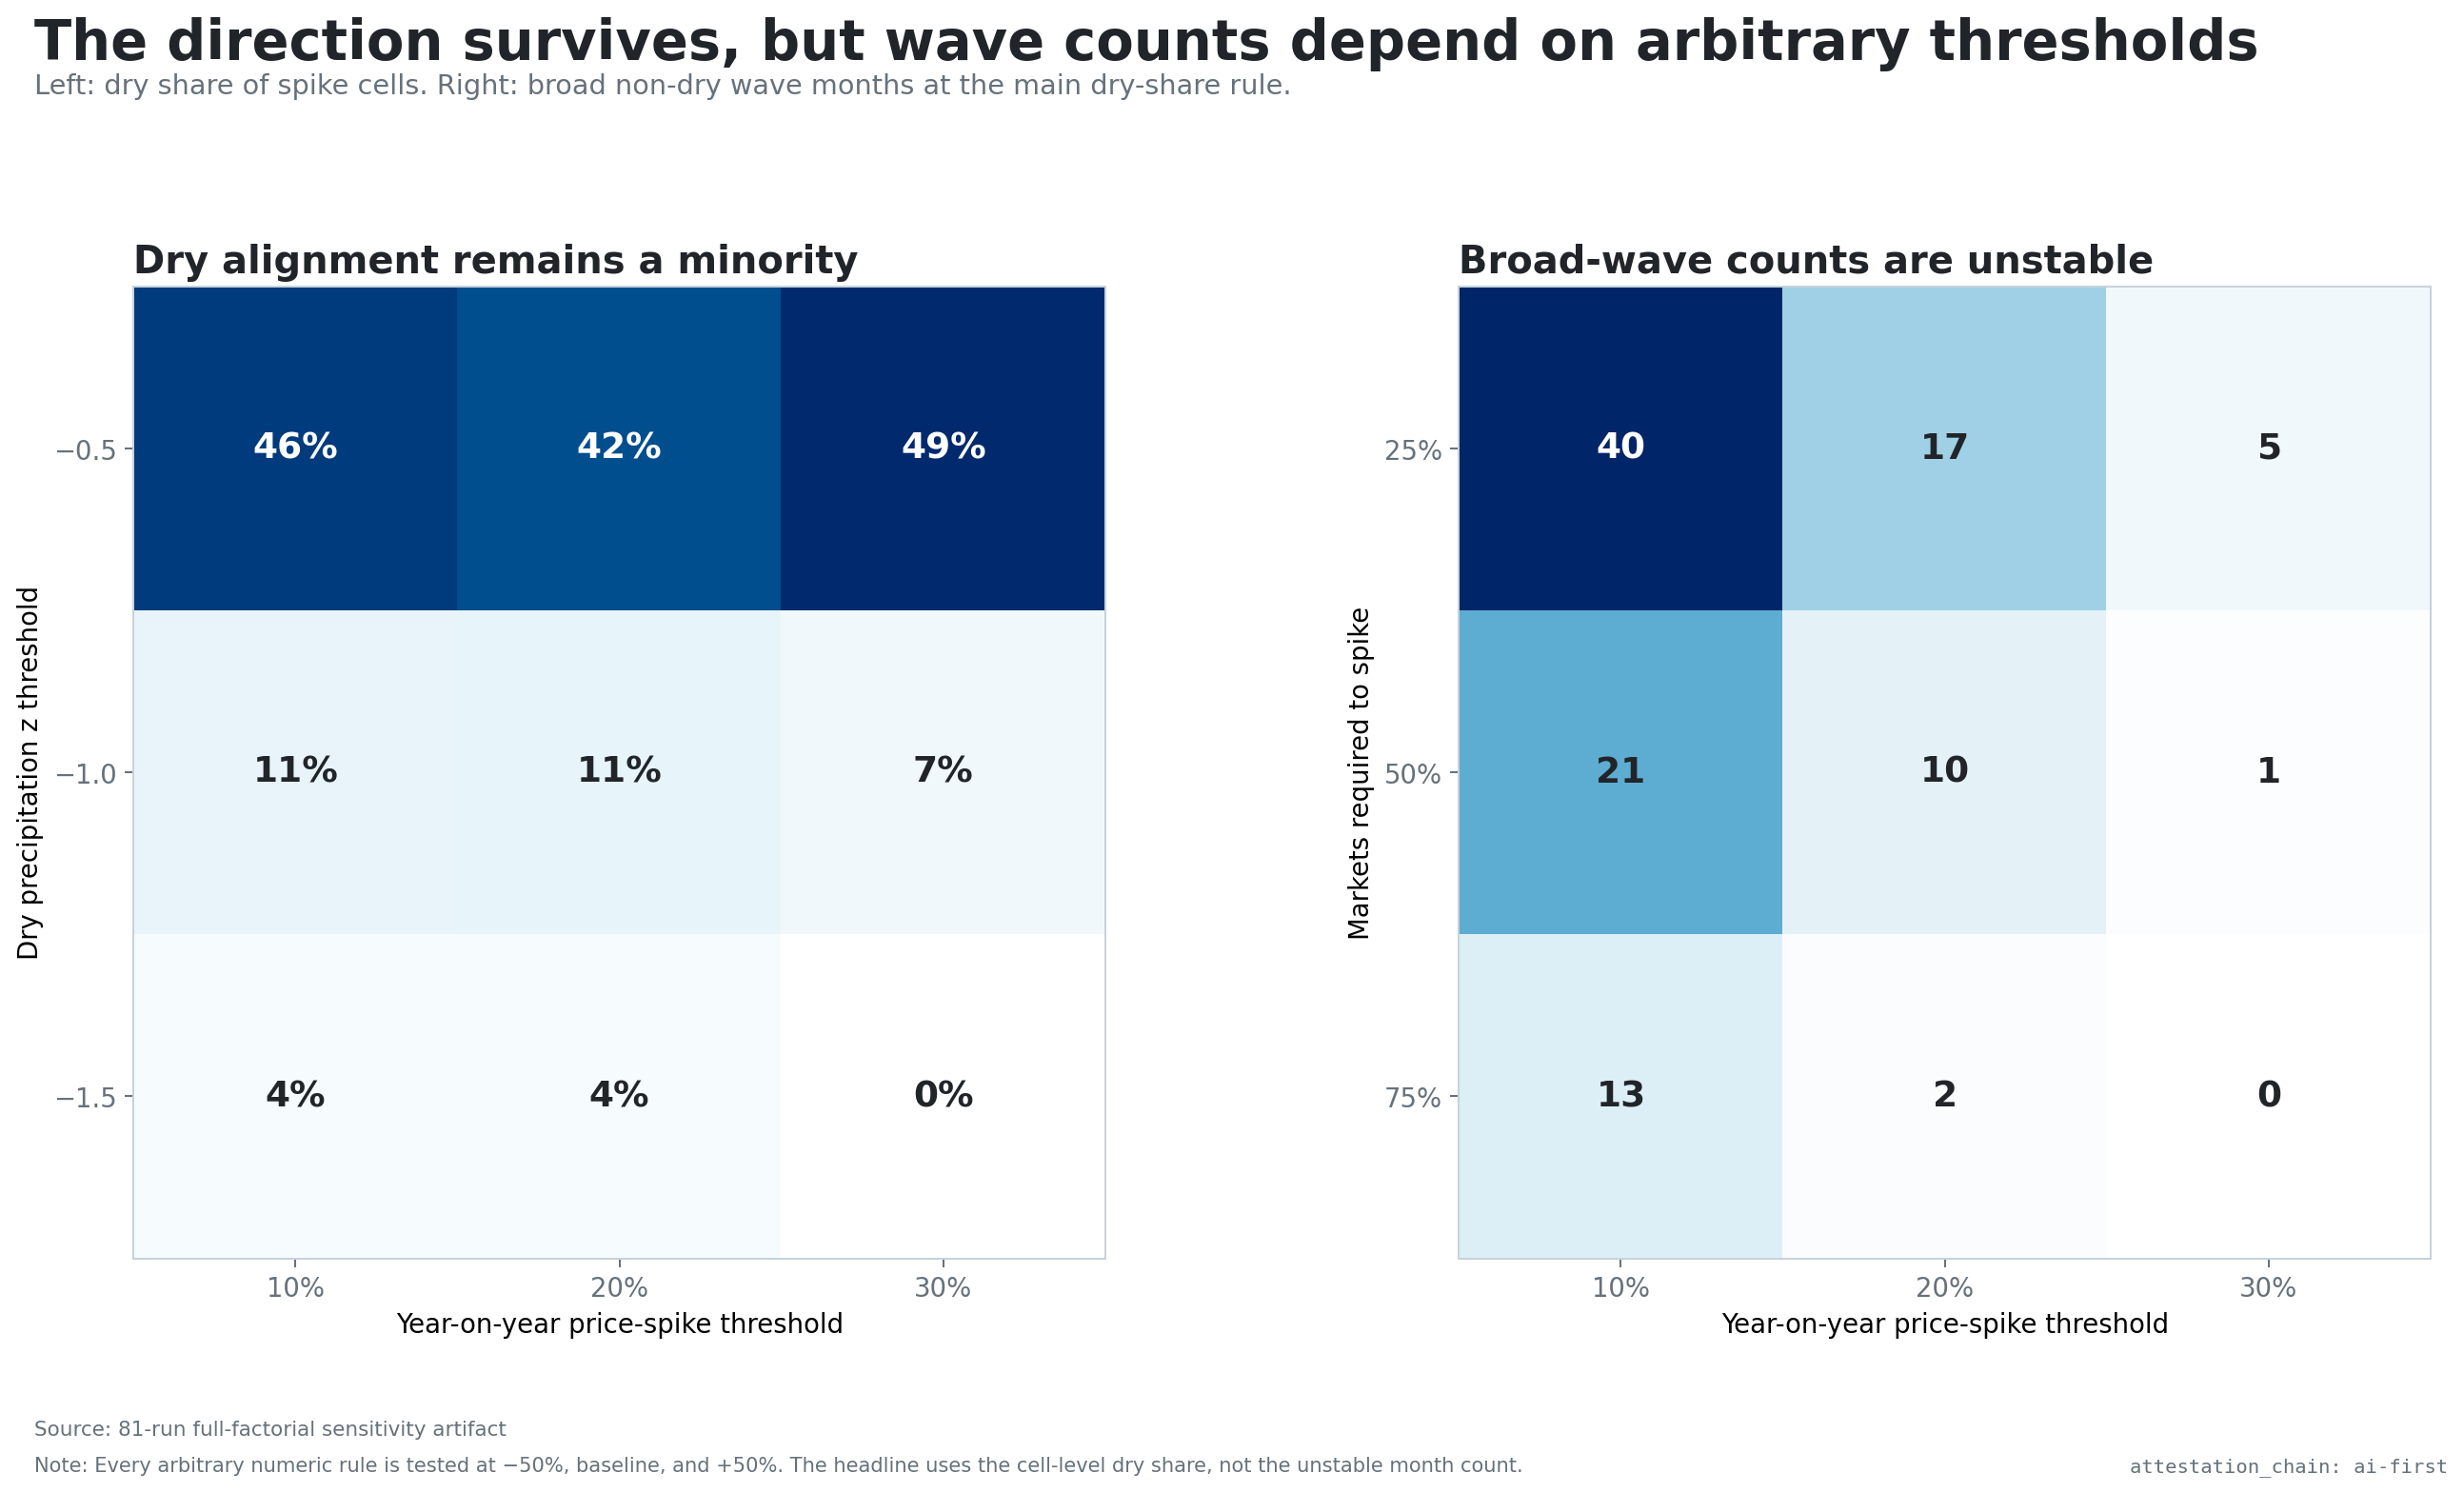 The direction survives, but wave counts depend on arbitrary thresholds
Left: dry share of spike cells. Right: broad non-dry wave months at the main dry-share rule.
Dry alignment remains a minority
Dry precipitation z threshold
−0.5
46%
42%
49%
−1.0
11%
11%
7%
−1.5
4%
4%
0%
10%
20%
30%
Year-on-year price-spike threshold
Broad-wave counts are unstable
Markets required to spike
25%
40
17
5
50%
21
10
1
75%
13
2
0
10%
20%
30%
Year-on-year price-spike threshold
Source: 81-run full-factorial sensitivity artifact
Note: Every arbitrary numeric rule is tested at −50%, baseline, and +50%. The headline uses the cell-level dry share, not the unstable month count.
attestation_chain: ai-first